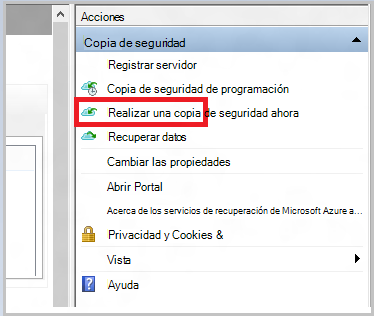 Acciones
Copia de seguridad
Registrar servidor
Copia de seguridad de programación
Realizar una copia de seguridad ahora
Recuperar datos
Cambiar las propiedades
Abrir Portal
Acerca de los servicios de recuperación de Microsoft Azure a...
Privacidad y Cookies &
Vista
Ayuda